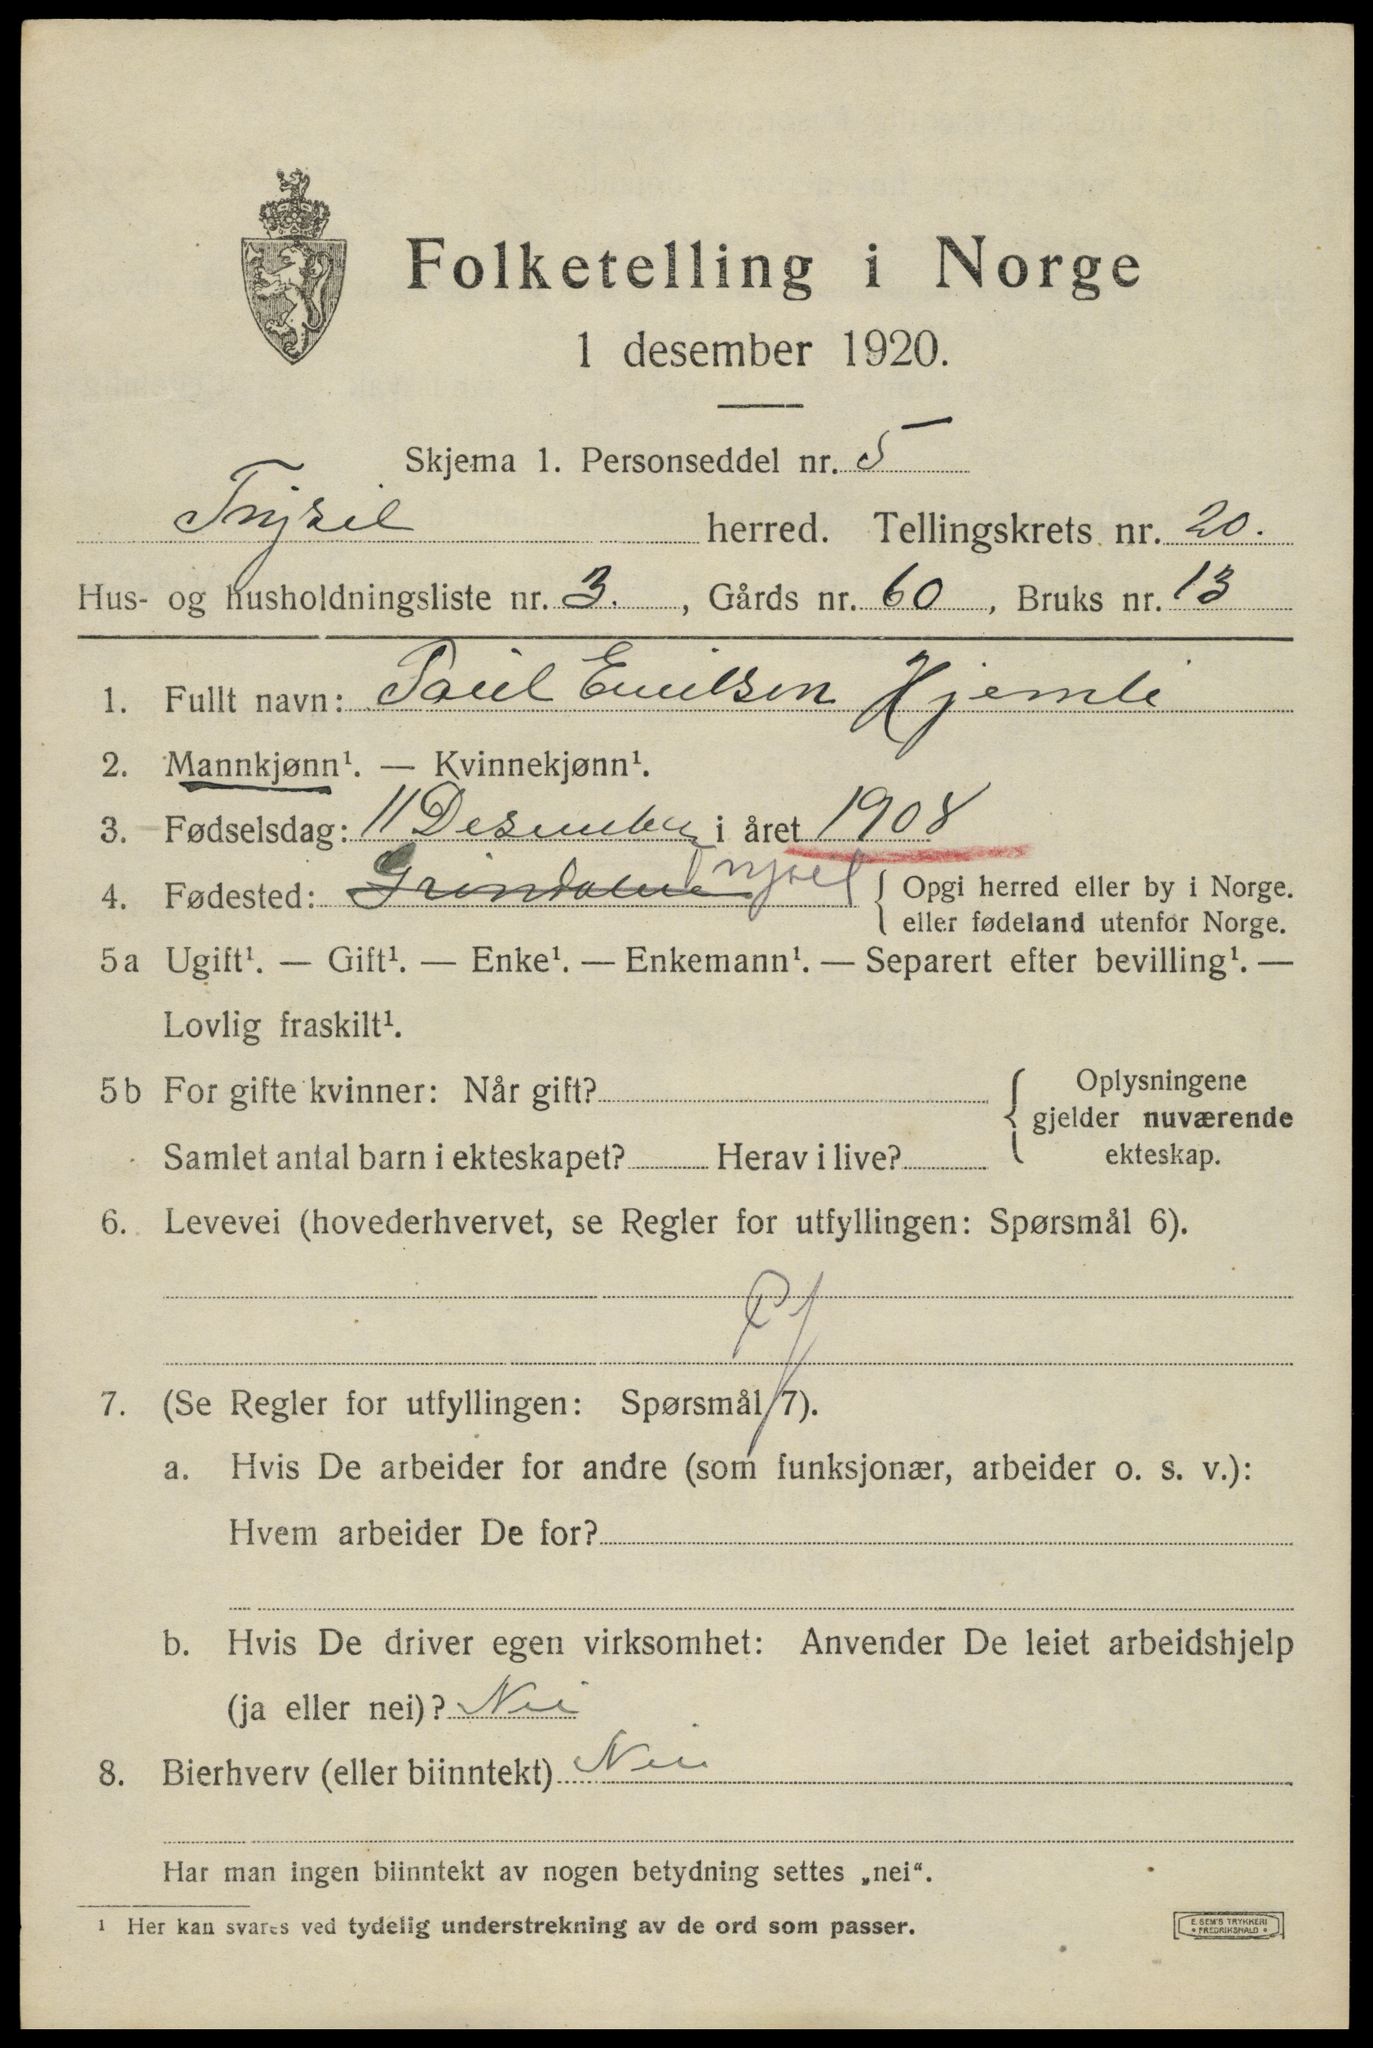 Folketelling i Norge
1 desember 1920.
Skjema 1. Personseddel nr. 5
Trysil herred. Tellingskrets nr. 20.
Hus- og husholdningsliste nr. 3., Gårds nr. 60, Bruks nr. 13
1. Fullt navn: Paul Emilsen Hjemli
2. Mannkjønn¹. — Kvinnekjønn¹.
3. Fødselsdag: 11 Desember i året 1908
4. Fødested: Grøndalen Trysil { Opgi herred eller by i Norge.
eller fødeland utenfor Norge.
5a Ugift¹. — Gift¹. — Enke¹. — Enkemann¹. — Separert efter bevilling¹. —
Lovlig fraskilt¹.
5b For gifte kvinner: Når gift? { Oplysningene
gjelder nuværende
Samlet antal barn i ekteskapet? Herav i live? ekteskap.
6. Levevei (hovederhvervet, se Regler for utfyllingen: Spørsmål 6).
7. (Se Regler for utfyllingen: Spørsmål 7).
a. Hvis De arbeider for andre (som funksjonær, arbeider o. s. v.):
Hvem arbeider De for?
b. Hvis De driver egen virksomhet: Anvender De leiet arbeidshjelp
(ja eller nei)? Nei
8. Bierhverv (eller biinntekt) Nei
Har man ingen biinntekt av nogen betydning settes „nei“.
¹ Her kan svares ved tydelig understrekning av de ord som passer.
E. SEM'S TRYKKERI
• FREDRIKSHALD •